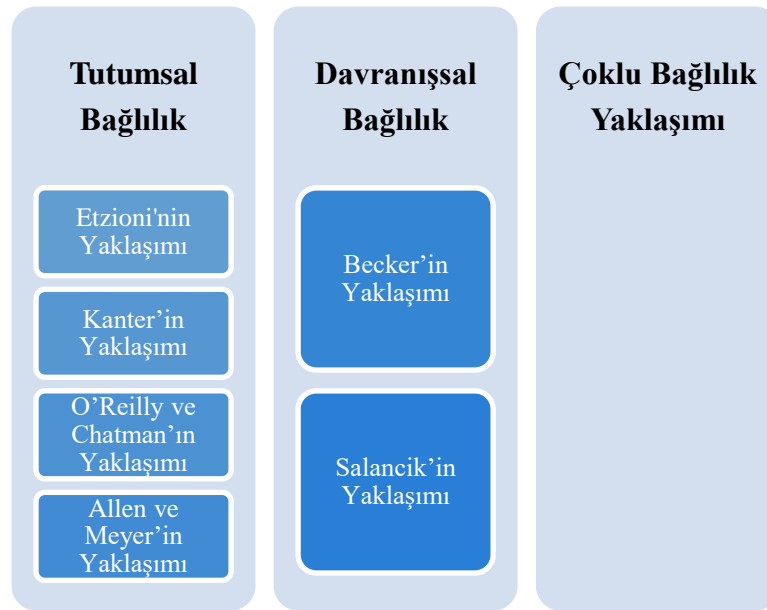 Tutumsal
Bağlılık
Etzioni'nin
Yaklaşımı
Kanter’in
Yaklaşımı
O’Reilly ve
Chatman’ın
Yaklaşımı
Allen ve
Meyer’in
Yaklaşımı
Davranışsal
Bağlılık
Becker’in
Yaklaşımı
Salancik’in
Yaklaşımı
Çoklu Bağlılık
Yaklaşımı